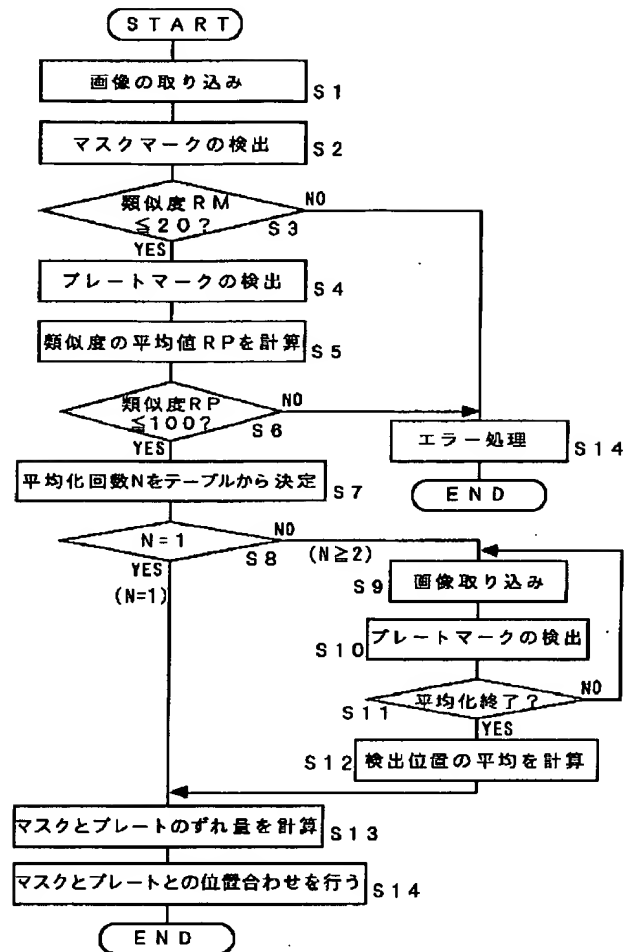 START
画像の取り込み
S1
マスクマークの検出
S2
類似度RM
≦20?
NO
S3
YES
プレートマークの検出
S4
類似度の平均値RPを計算
S5
類似度RP
≦100?
NO
S6
YES
エラー処理
S14
END
平均化回数Nをテーブルから決定
S7
N=1
NO
S8
(N≧2)
YES
(N=1)
S9
画像取り込み
S10
プレートマークの検出
S11
平均化終了?
NO
YES
S12
検出位置の平均を計算
マスクとプレートのずれ量を計算
S13
マスクとプレートとの位置合わせを行う
S14
END